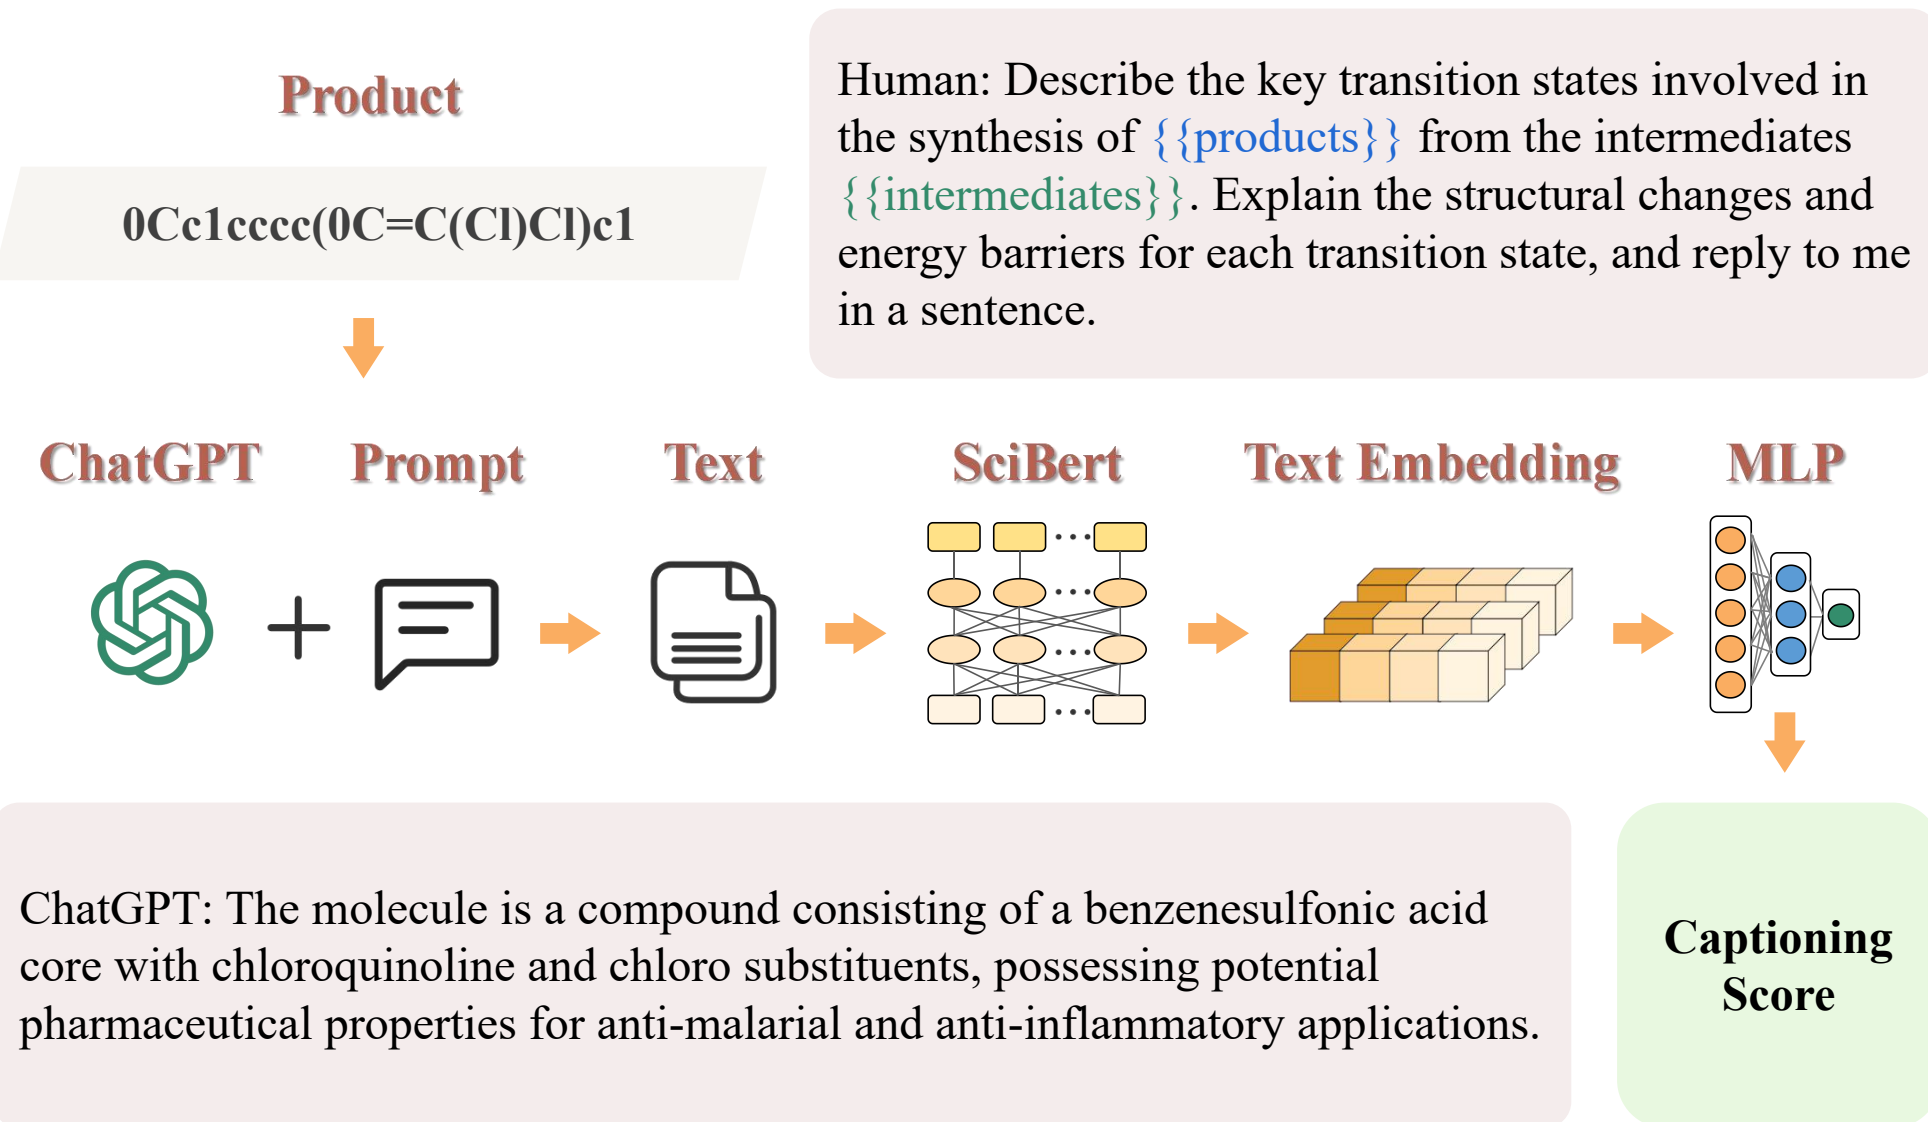 Product
0Cc1cccc(0C=C(Cl)Cl)c1
Human: Describe the key transition states involved in
the synthesis of {{products}} from the intermediates
{{intermediates}}. Explain the structural changes and
energy barriers for each transition state, and reply to me
in a sentence.
ChatGPT
Prompt
Text
SciBert
Text Embedding
MLP
ChatGPT: The molecule is a compound consisting of a benzenesulfonic acid
core with chloroquinoline and chloro substituents, possessing potential
pharmaceutical properties for anti-malarial and anti-inflammatory applications.
Captioning
Score